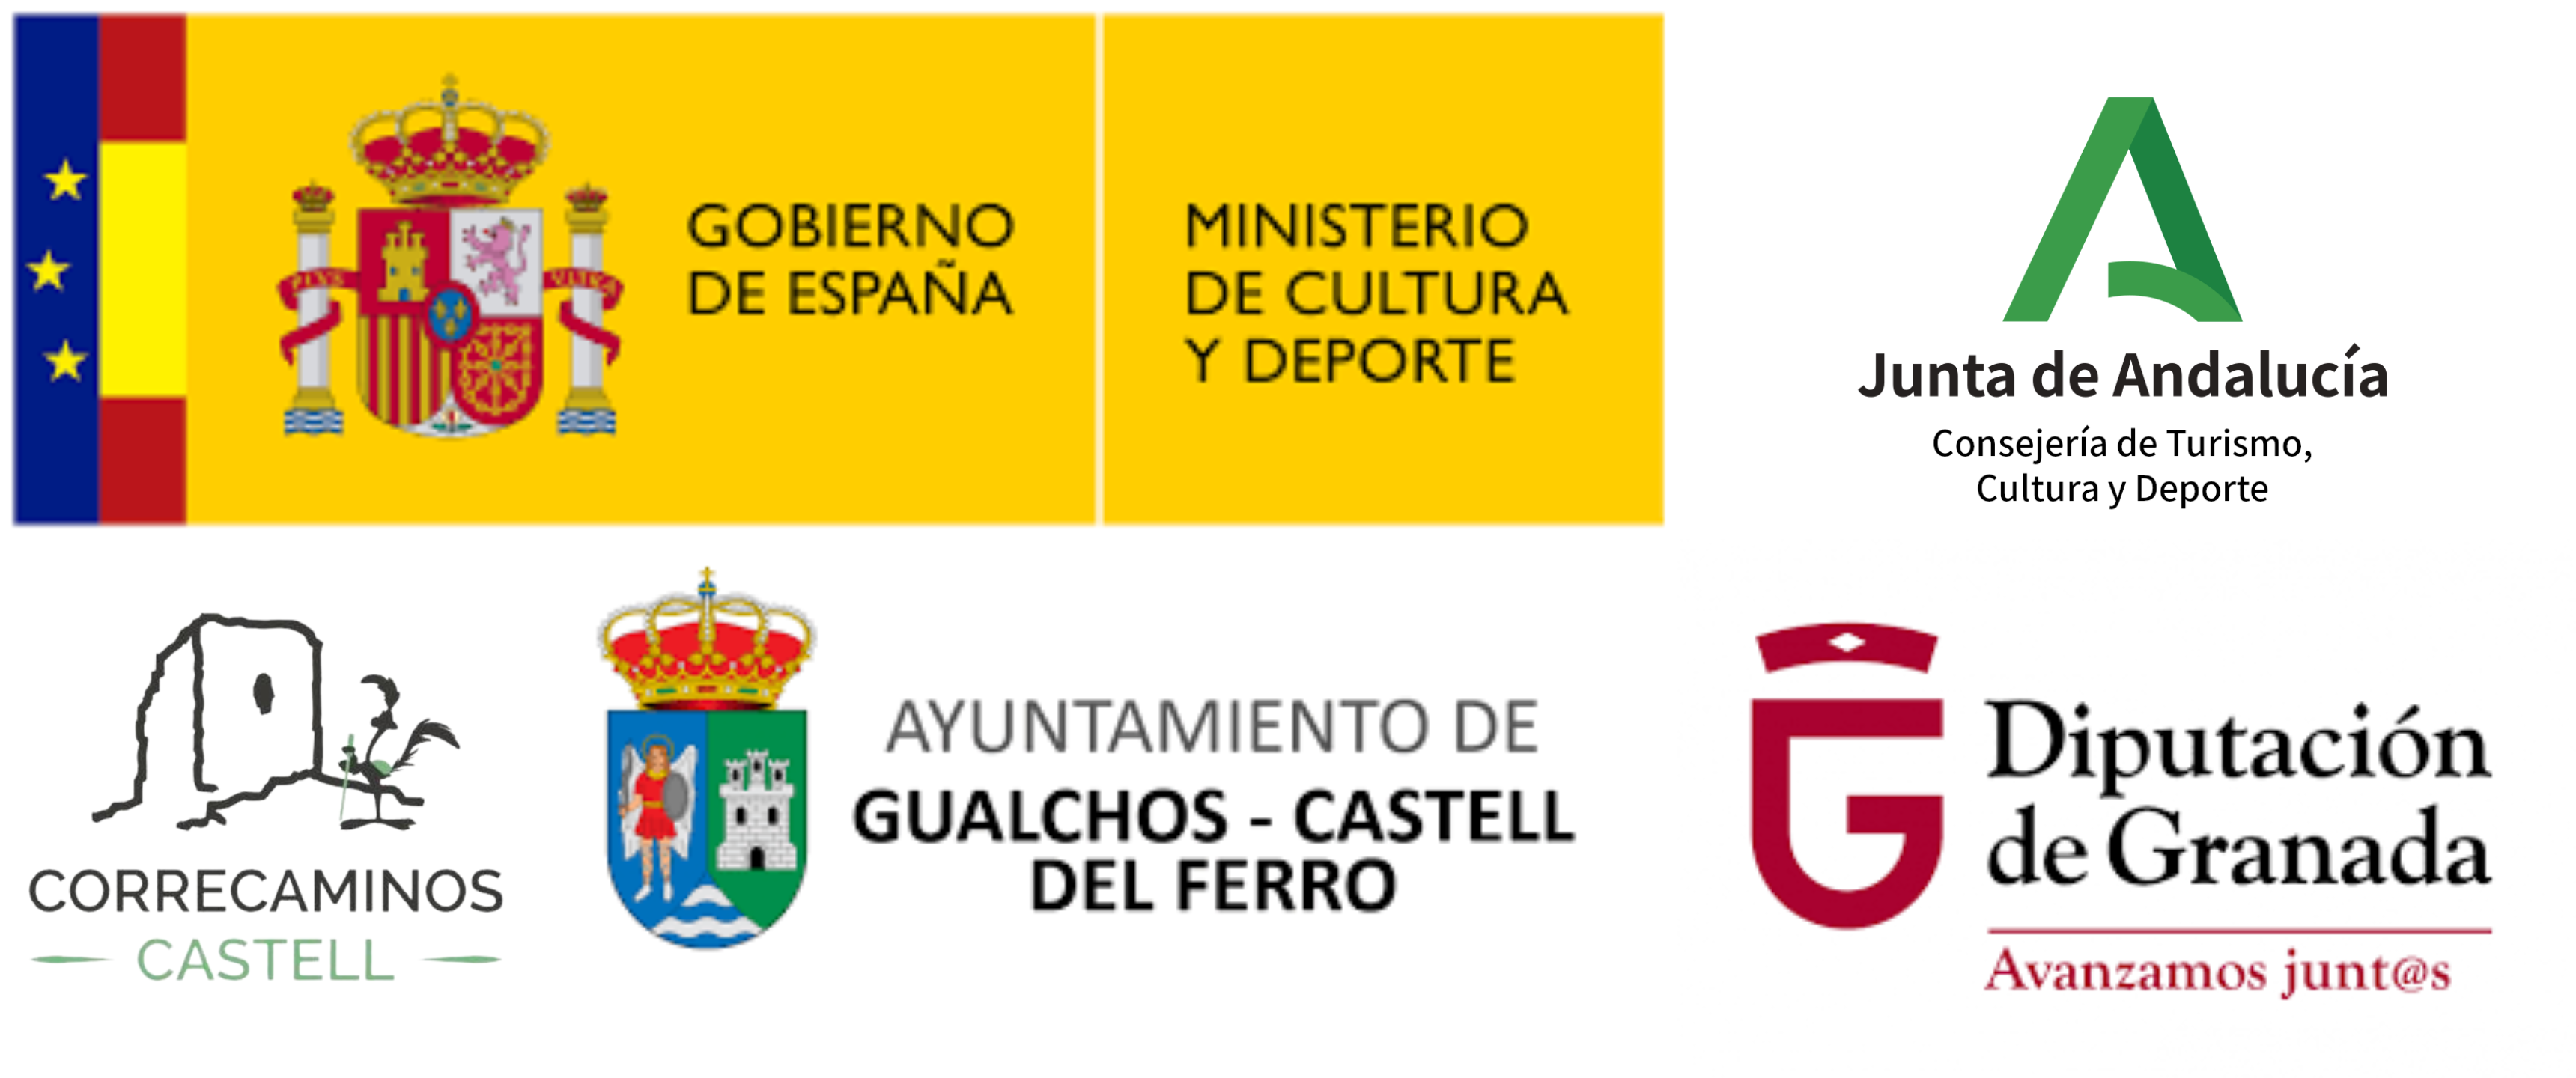 GOBIERNO
DE ESPAÑA
MINISTERIO
DE CULTURA
Y DEPORTE
Junta de Andalucía
Consejería de Turismo,
Cultura y Deporte
CORRECAMINOS
CASTELL
AYUNTAMIENTO DE
GUALCHOS - CASTELL
DEL FERRO
Diputación
de Granada
Avanzamos junt@s